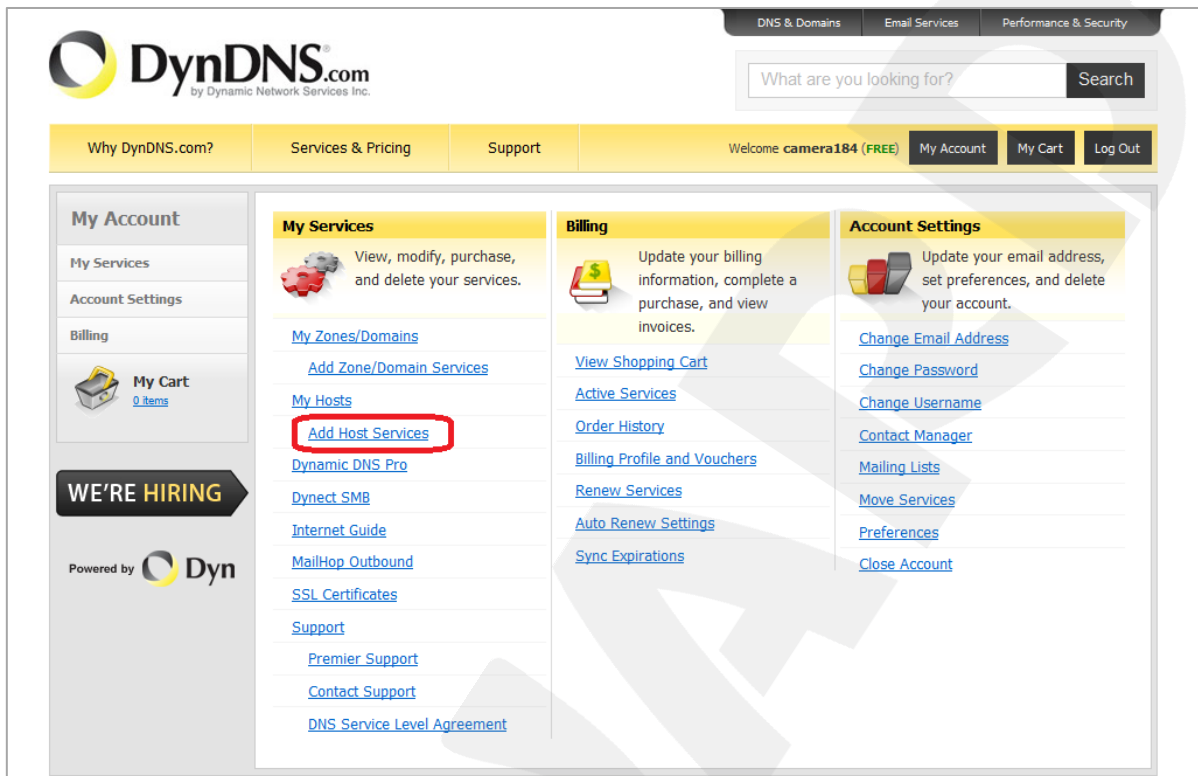 DNS & Domains Email Services Performance & Security
DynDNS.com
by Dynamic Network Services Inc.
What are you looking for? Search
Why DynDNS.com? Services & Pricing Support Welcome camera184 (FREE) My Account My Cart Log Out
My Account
My Services
Account Settings
Billing
My Cart
0 items
WE'RE HIRING
Powered by Dyn
My Services
View, modify, purchase,
and delete your services.
My Zones/Domains
Add Zone/Domain Services
My Hosts
Add Host Services
Dynamic DNS Pro
Dynect SMB
Internet Guide
MailHop Outbound
SSL Certificates
Support
Premier Support
Contact Support
DNS Service Level Agreement
Billing
Update your billing
information, complete a
purchase, and view
invoices.
View Shopping Cart
Active Services
Order History
Billing Profile and Vouchers
Renew Services
Auto Renew Settings
Sync Expirations
Account Settings
Update your email address,
set preferences, and delete
your account.
Change Email Address
Change Password
Change Username
Contact Manager
Mailing Lists
Move Services
Preferences
Close Account